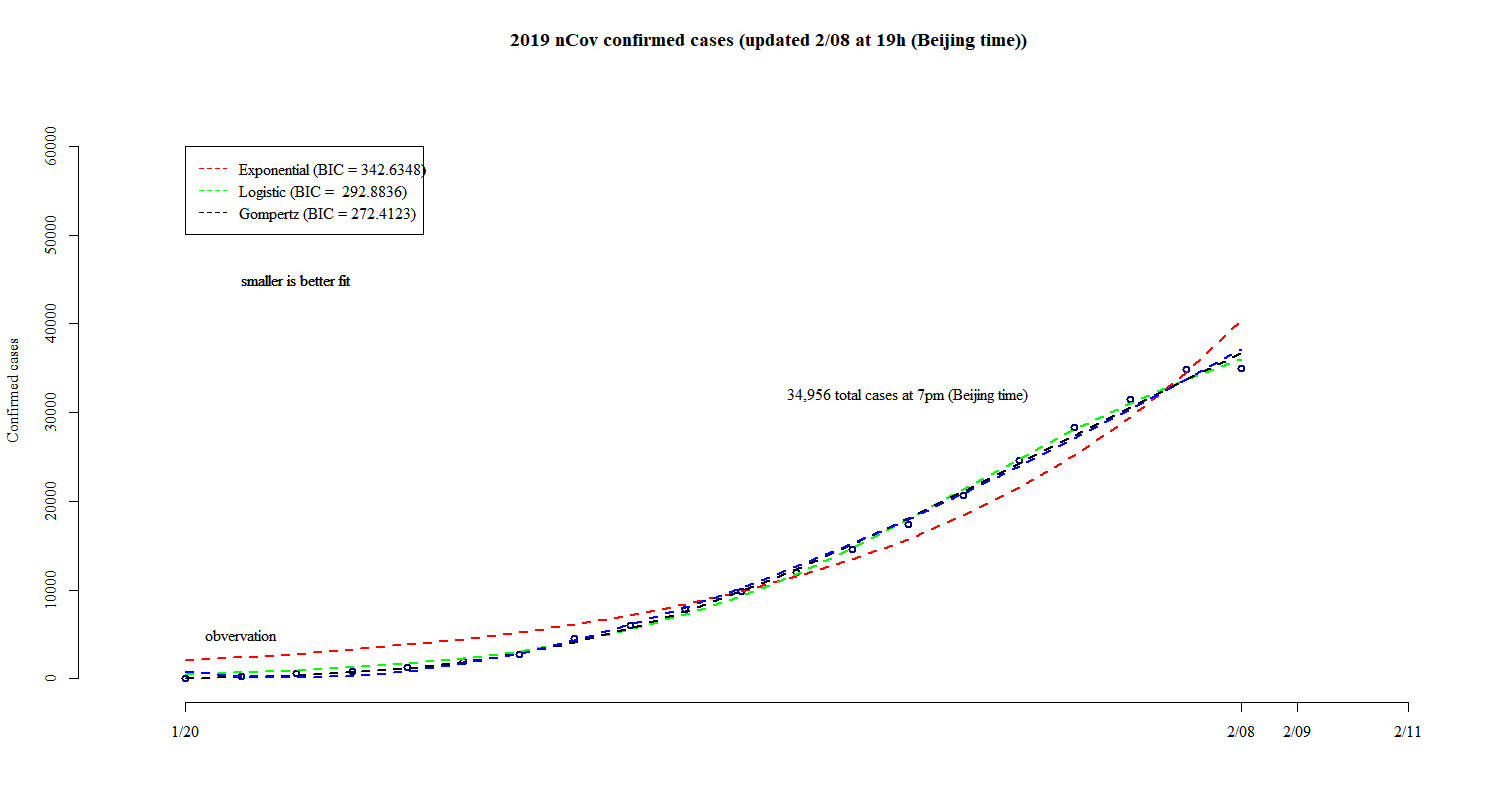 2019 nCov confirmed cases (updated 2/08 at 19h (Beijing time))
60000
Exponential (BIC = 342.6348)
Logistic (BIC =  292.8836)
Gompertz (BIC = 272.4123)
50000
smaller is better fit
40000
Confirmed cases
34,956 total cases at 7pm (Beijing time)
30000
20000
10000
obvervation
0
1/20
2/08
2/09
2/11